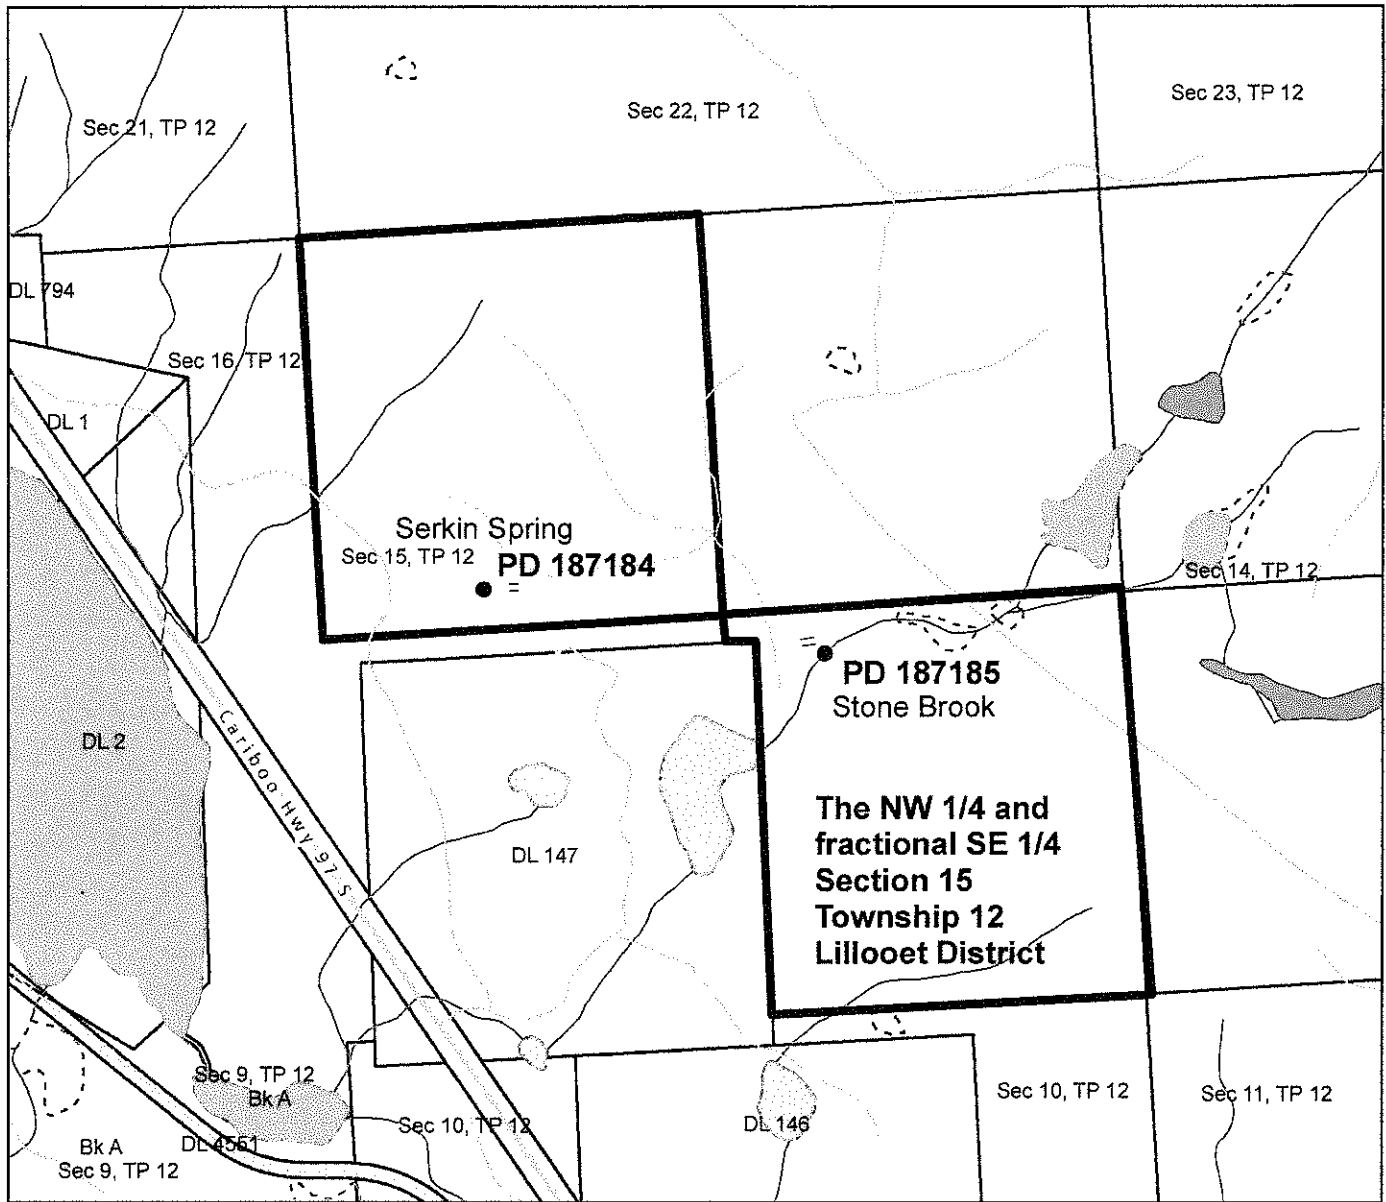 Sec 23, TP 12
Sec 22, TP 12
Sec 21, TP 12
DL 794
Sec 16, TP 12
DL 1
Serkin Spring
Sec 15, TP 12
PD 187184
=
Sec 14, TP 12
=
PD 187185
Stone Brook
DL 2
Cariboo Hwy 97 S
The NW 1/4 and
fractional SE 1/4
Section 15
Township 12
Lillooet District
DL 147
Sec 9, TP 12
Bk A
Sec 10, TP 12
Sec 11, TP 12
Sec 10, TP 12
DL 146
DL 4551
Bk A
Sec 9, TP 12